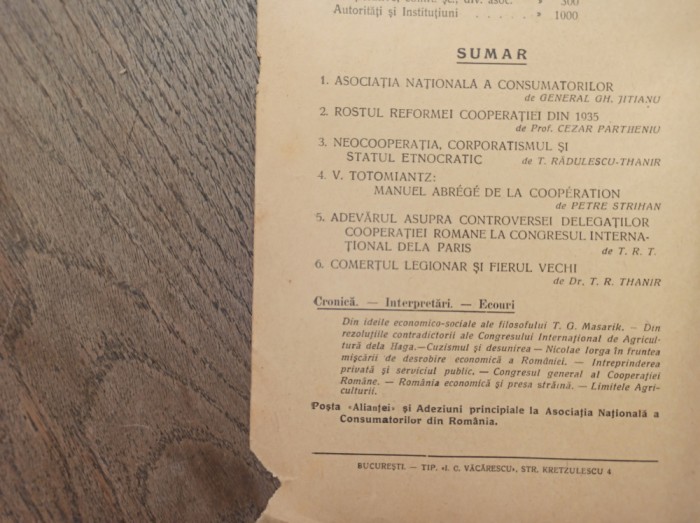 300
Autorități și Instituțiuni . . . . . » 1000
SUMAR
1. ASOCIAȚIA NAȚIONALĂ A CONSUMATORILOR
de GENERAL GH. JITIANU
2. ROSTUL REFORMEI COOPERAȚIEI DIN 1935
de Prof. CEZAR PARTHENIU
3. NEOCOOPERAȚIA, CORPORATISMUL ȘI
STATUL ETNOCRATIC de T. RĂDULESCU-THANIR
4. V. TOTOMIANTZ:
MANUEL ABRÉGÉ DE LA COOPÉRATION
de PETRE STRIHAN
5. ADEVĂRUL ASUPRA CONTROVERSEI DELEGAȚILOR
COOPERAȚIEI ROMANE LA CONGRESUL INTERNA-
ȚIONAL DELA PARIS de T. R. T.
6. COMERȚUL LEGIONAR ȘI FIERUL VECHI
de Dr. T. R. THANIR
Cronică. — Interpretări. — Ecouri
Din ideile economico-sociale ale filosofului T. G. Masarik. — Din
rezoluțiile contradictorii ale Congresului Internațional de Agricul-
tură dela Haga.—Cuzismul și desunirea — Nicolae Iorga în fruntea
mișcării de desrobire economică a României. — Intreprinderea
privată și serviciul public. — Congresul general al Cooperației
Române. — România economică și presa străină. — Limitele Agri-
culturii.
Poșta «Alianței» și Adeziuni principiale la Asociația Națională a
Consumatorilor din România.
BUCUREȘTI. — TIP. «I. C. VĂCĂRESCU», STR. KRETZULESCU 4